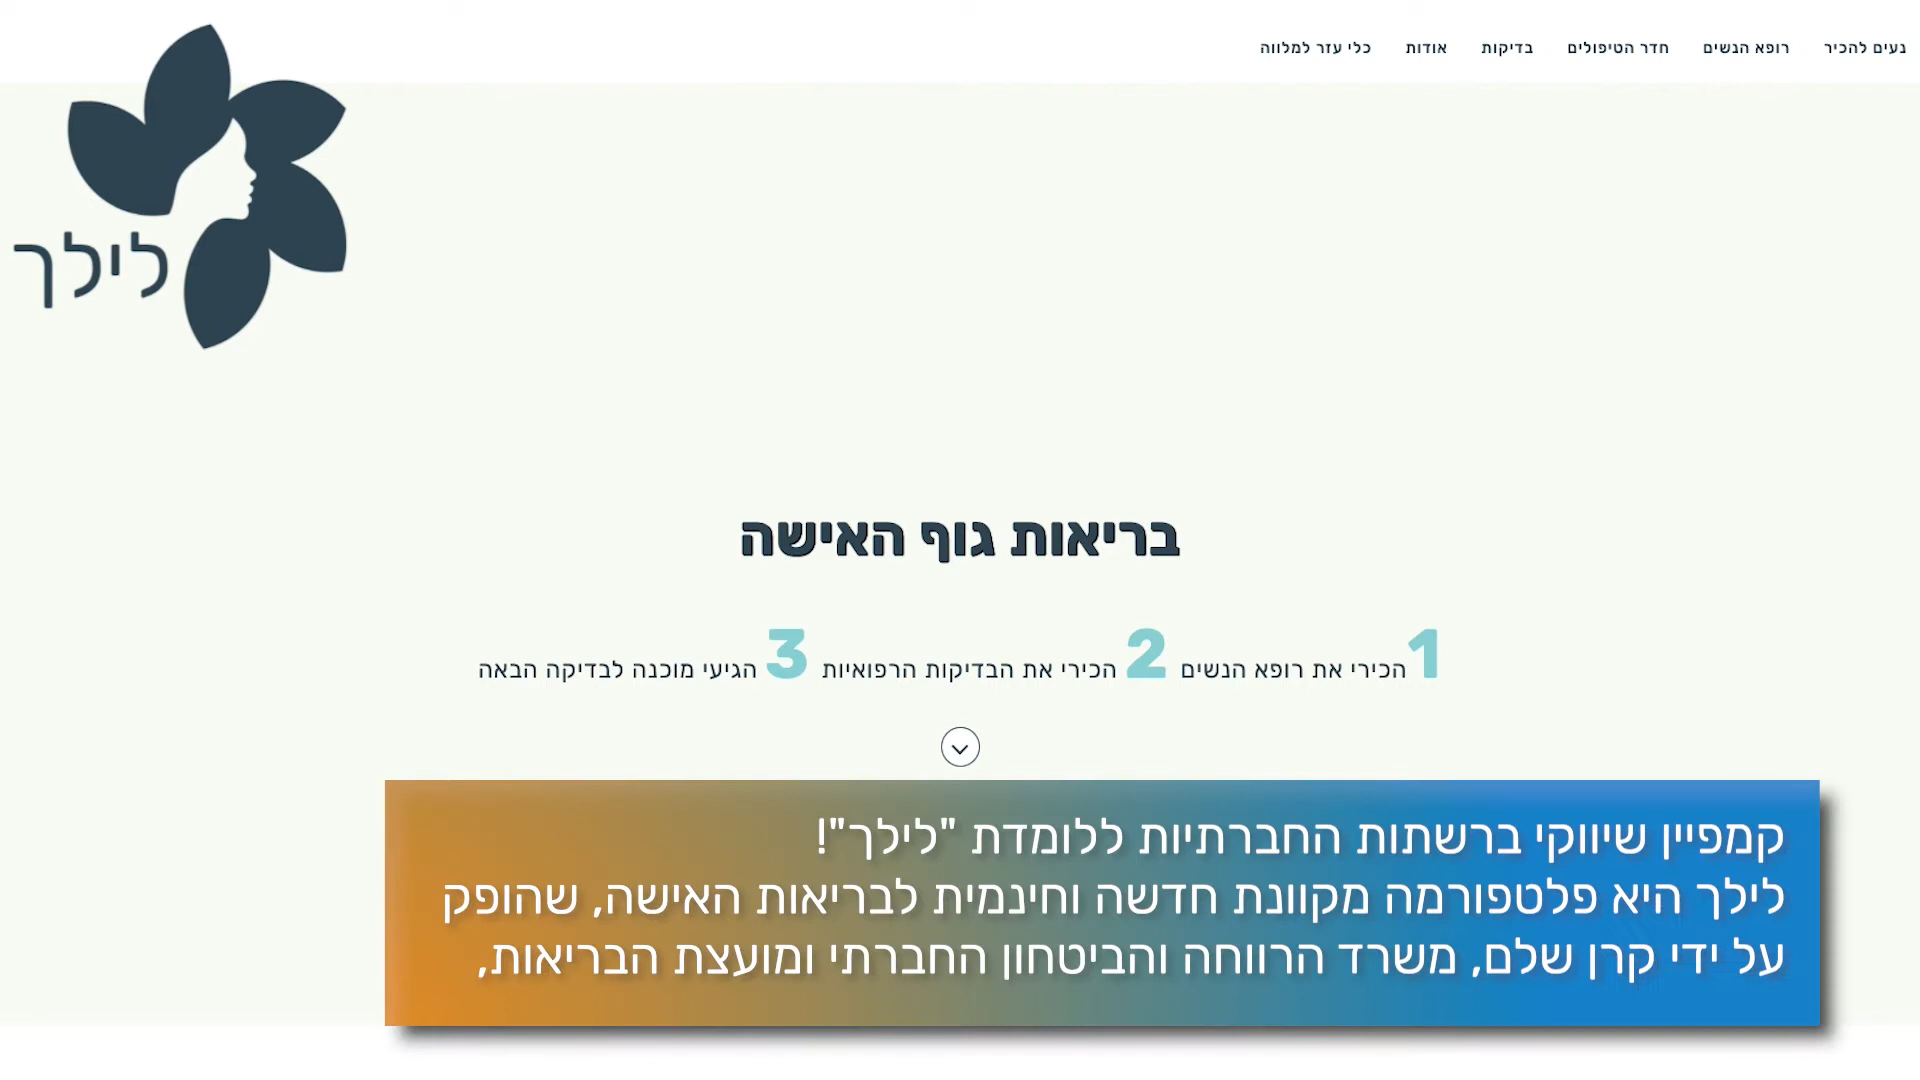 נעים להכיר
רופא הנשים
חדר הטיפולים
בדיקות
אודות
כלי עזר למלווה
לילך
בריאות גוף האישה
1 הכירי את רופא הנשים 2 הכירי את הבדיקות הרפואיות 3 הגיעי מוכנה לבדיקה הבאה
קמפיין שיווקי ברשתות החברתיות ללומדת "לילך"!
לילך היא פלטפורמה מקוונת חדשה וחינמית לבריאות האישה, שהופק
על ידי קרן שלם, משרד הרווחה והביטחון החברתי ומועצת הבריאות,